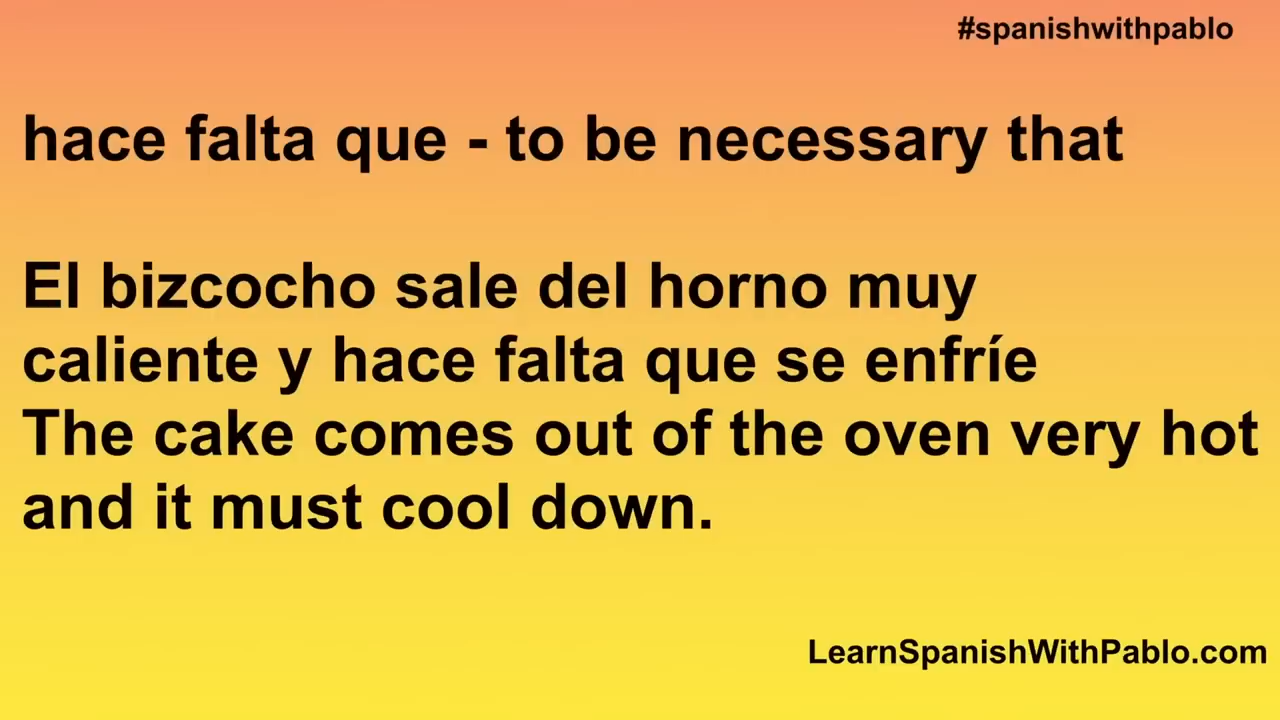 #spanishwithpablo
hace falta que - to be necessary that
El bizcocho sale del horno muy
caliente y hace falta que se enfríe
The cake comes out of the oven very hot
and it must cool down.
LearnSpanishWithPablo.com